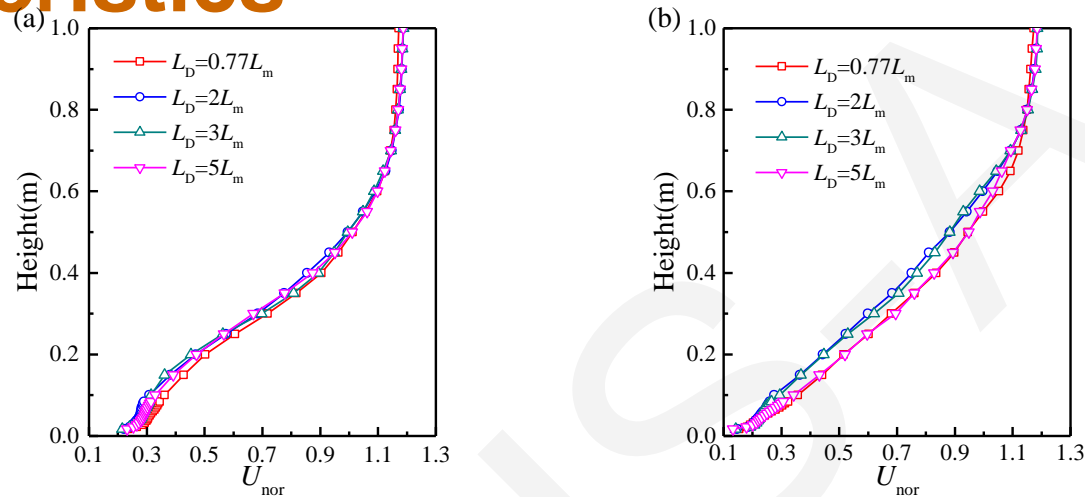 (a)
(b)
1.0
0.8
0.6
0.4
0.2
0.0
Height(m)
L_D=0.77L_m
L_D=2L_m
L_D=3L_m
L_D=5L_m
0.1 0.3 0.5 0.7 0.9 1.1 1.3
U_nor
1.0
0.8
0.6
0.4
0.2
0.0
Height(m)
L_D=0.77L_m
L_D=2L_m
L_D=3L_m
L_D=5L_m
0.1 0.3 0.5 0.7 0.9 1.1 1.3
U_nor